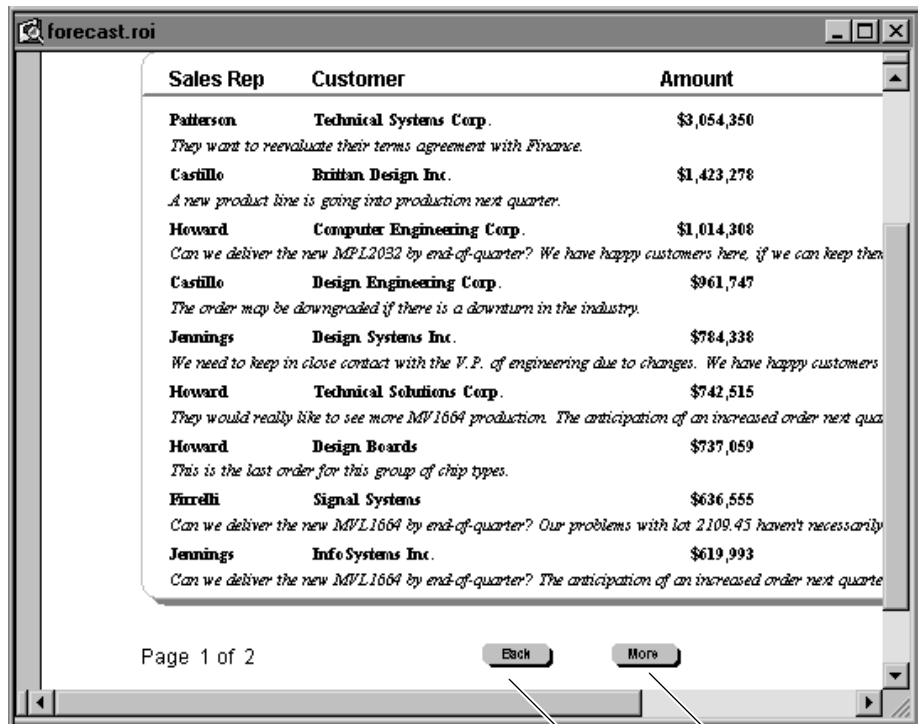 forecast.roi
Sales Rep Customer Amount
Patterson Technical Systems Corp. $3,054,350
They want to reevaluate their terms agreement with Finance.
Castillo Brittan Design Inc. $1,423,278
A new product line is going into production next quarter.
Howard Computer Engineering Corp. $1,014,308
Can we deliver the new MPL2032 by end-of-quarter? We have happy customers here, if we can keep them
Castillo Design Engineering Corp. $961,747
The order may be downgraded if there is a downturn in the industry.
Jennings Design Systems Inc. $784,338
We need to keep in close contact with the V.P. of engineering due to changes. We have happy customers
Howard Technical Solutions Corp. $742,515
They would really like to see more MV1664 production. The anticipation of an increased order next quar
Howard Design Boards $737,059
This is the last order for this group of chip types.
Firrelli Signal Systems $636,555
Can we deliver the new MVL1664 by end-of-quarter? Our problems with lot 2109.45 haven't necessarily
Jennings InfoSystems Inc. $619,993
Can we deliver the new MVL1664 by end-of-quarter? The anticipation of an increased order next quarte
Page 1 of 2 Back More